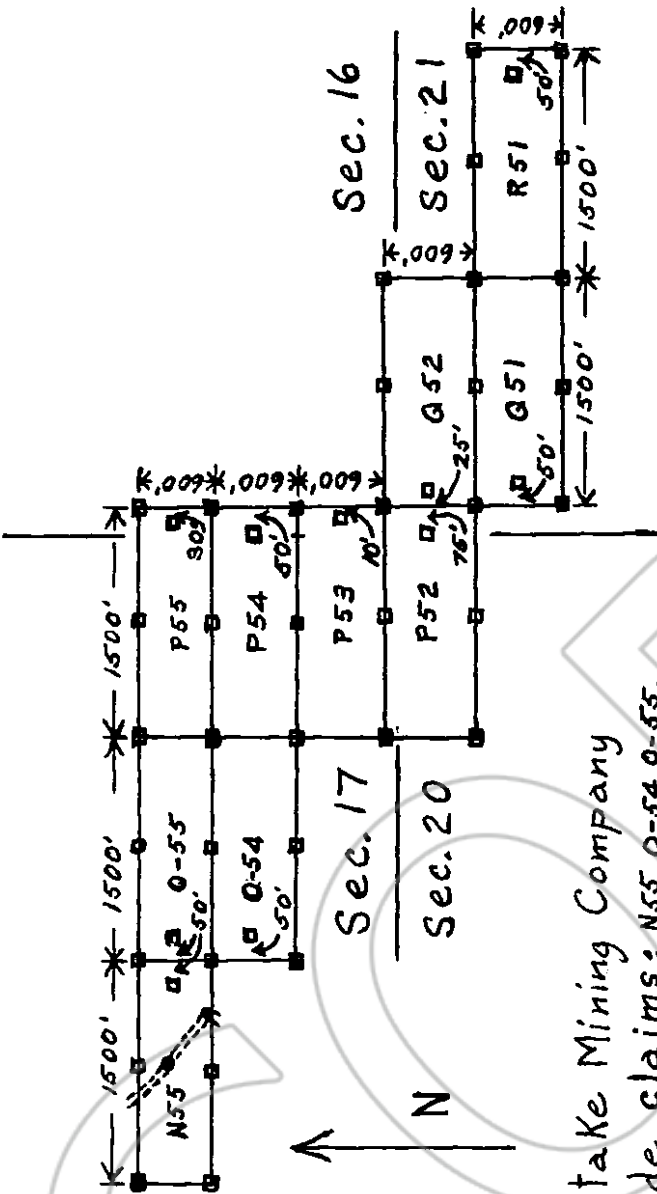 1500'
1500'
1500'
N55
50'
O-55
P55
600'
O-54
50'
P54
50'
600'
P53
10'
600'
Sec. 17
Sec. 16
Sec. 20
Sec. 21
P52
75'
25'
Q52
600'
Q51
50'
R51
50'
600'
1500'
1500'
N
take Mining Company
de claims: N55 O-54 O-55